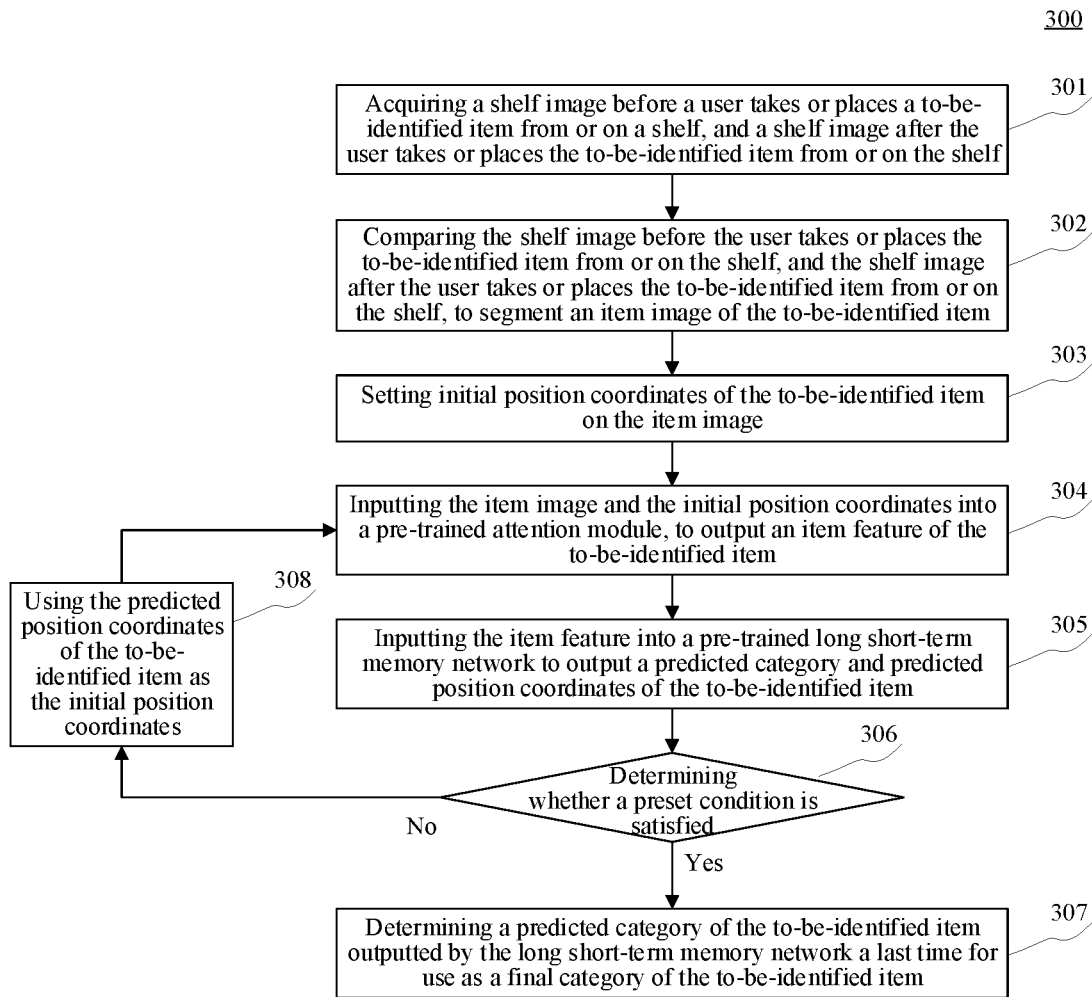 300
301
Acquiring a shelf image before a user takes or places a to-be-
identified item from or on a shelf, and a shelf image after the
user takes or places the to-be-identified item from or on the shelf
302
Comparing the shelf image before the user takes or places the
to-be-identified item from or on the shelf, and the shelf image
after the user takes or places the to-be-identified item from or on
the shelf, to segment an item image of the to-be-identified item
303
Setting initial position coordinates of the to-be-identified item
on the item image
304
Inputting the item image and the initial position coordinates into
a pre-trained attention module, to output an item feature of the
to-be-identified item
308
Using the predicted
position coordinates
of the to-be-
identified item as
the initial position
coordinates
305
Inputting the item feature into a pre-trained long short-term
memory network to output a predicted category and predicted
position coordinates of the to-be-identified item
306
Determining
whether a preset condition is
satisfied
No
Yes
307
Determining a predicted category of the to-be-identified item
outputted by the long short-term memory network a last time for
use as a final category of the to-be-identified item